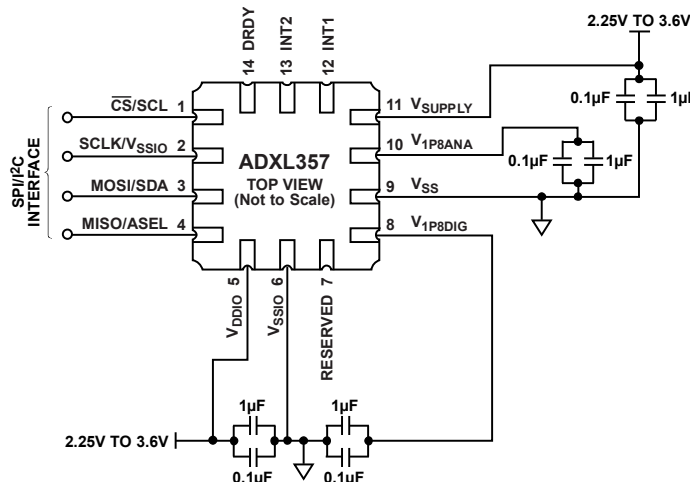 2.25V TO 3.6V
14 DRDY
13 INT2
12 INT1
CS/SCL 1
SCLK/VSSIO 2
MOSI/SDA 3
MISO/ASEL 4
SPI/I2C
INTERFACE
ADXL357
TOP VIEW
(Not to Scale)
11 VSUPPLY
10 V1P8ANA
9 VSS
8 V1P8DIG
0.1µF
1µF
0.1µF
1µF
VDDIO 5
VSSIO 6
RESERVED 7
2.25V TO 3.6V
1µF
0.1µF
1µF
0.1µF